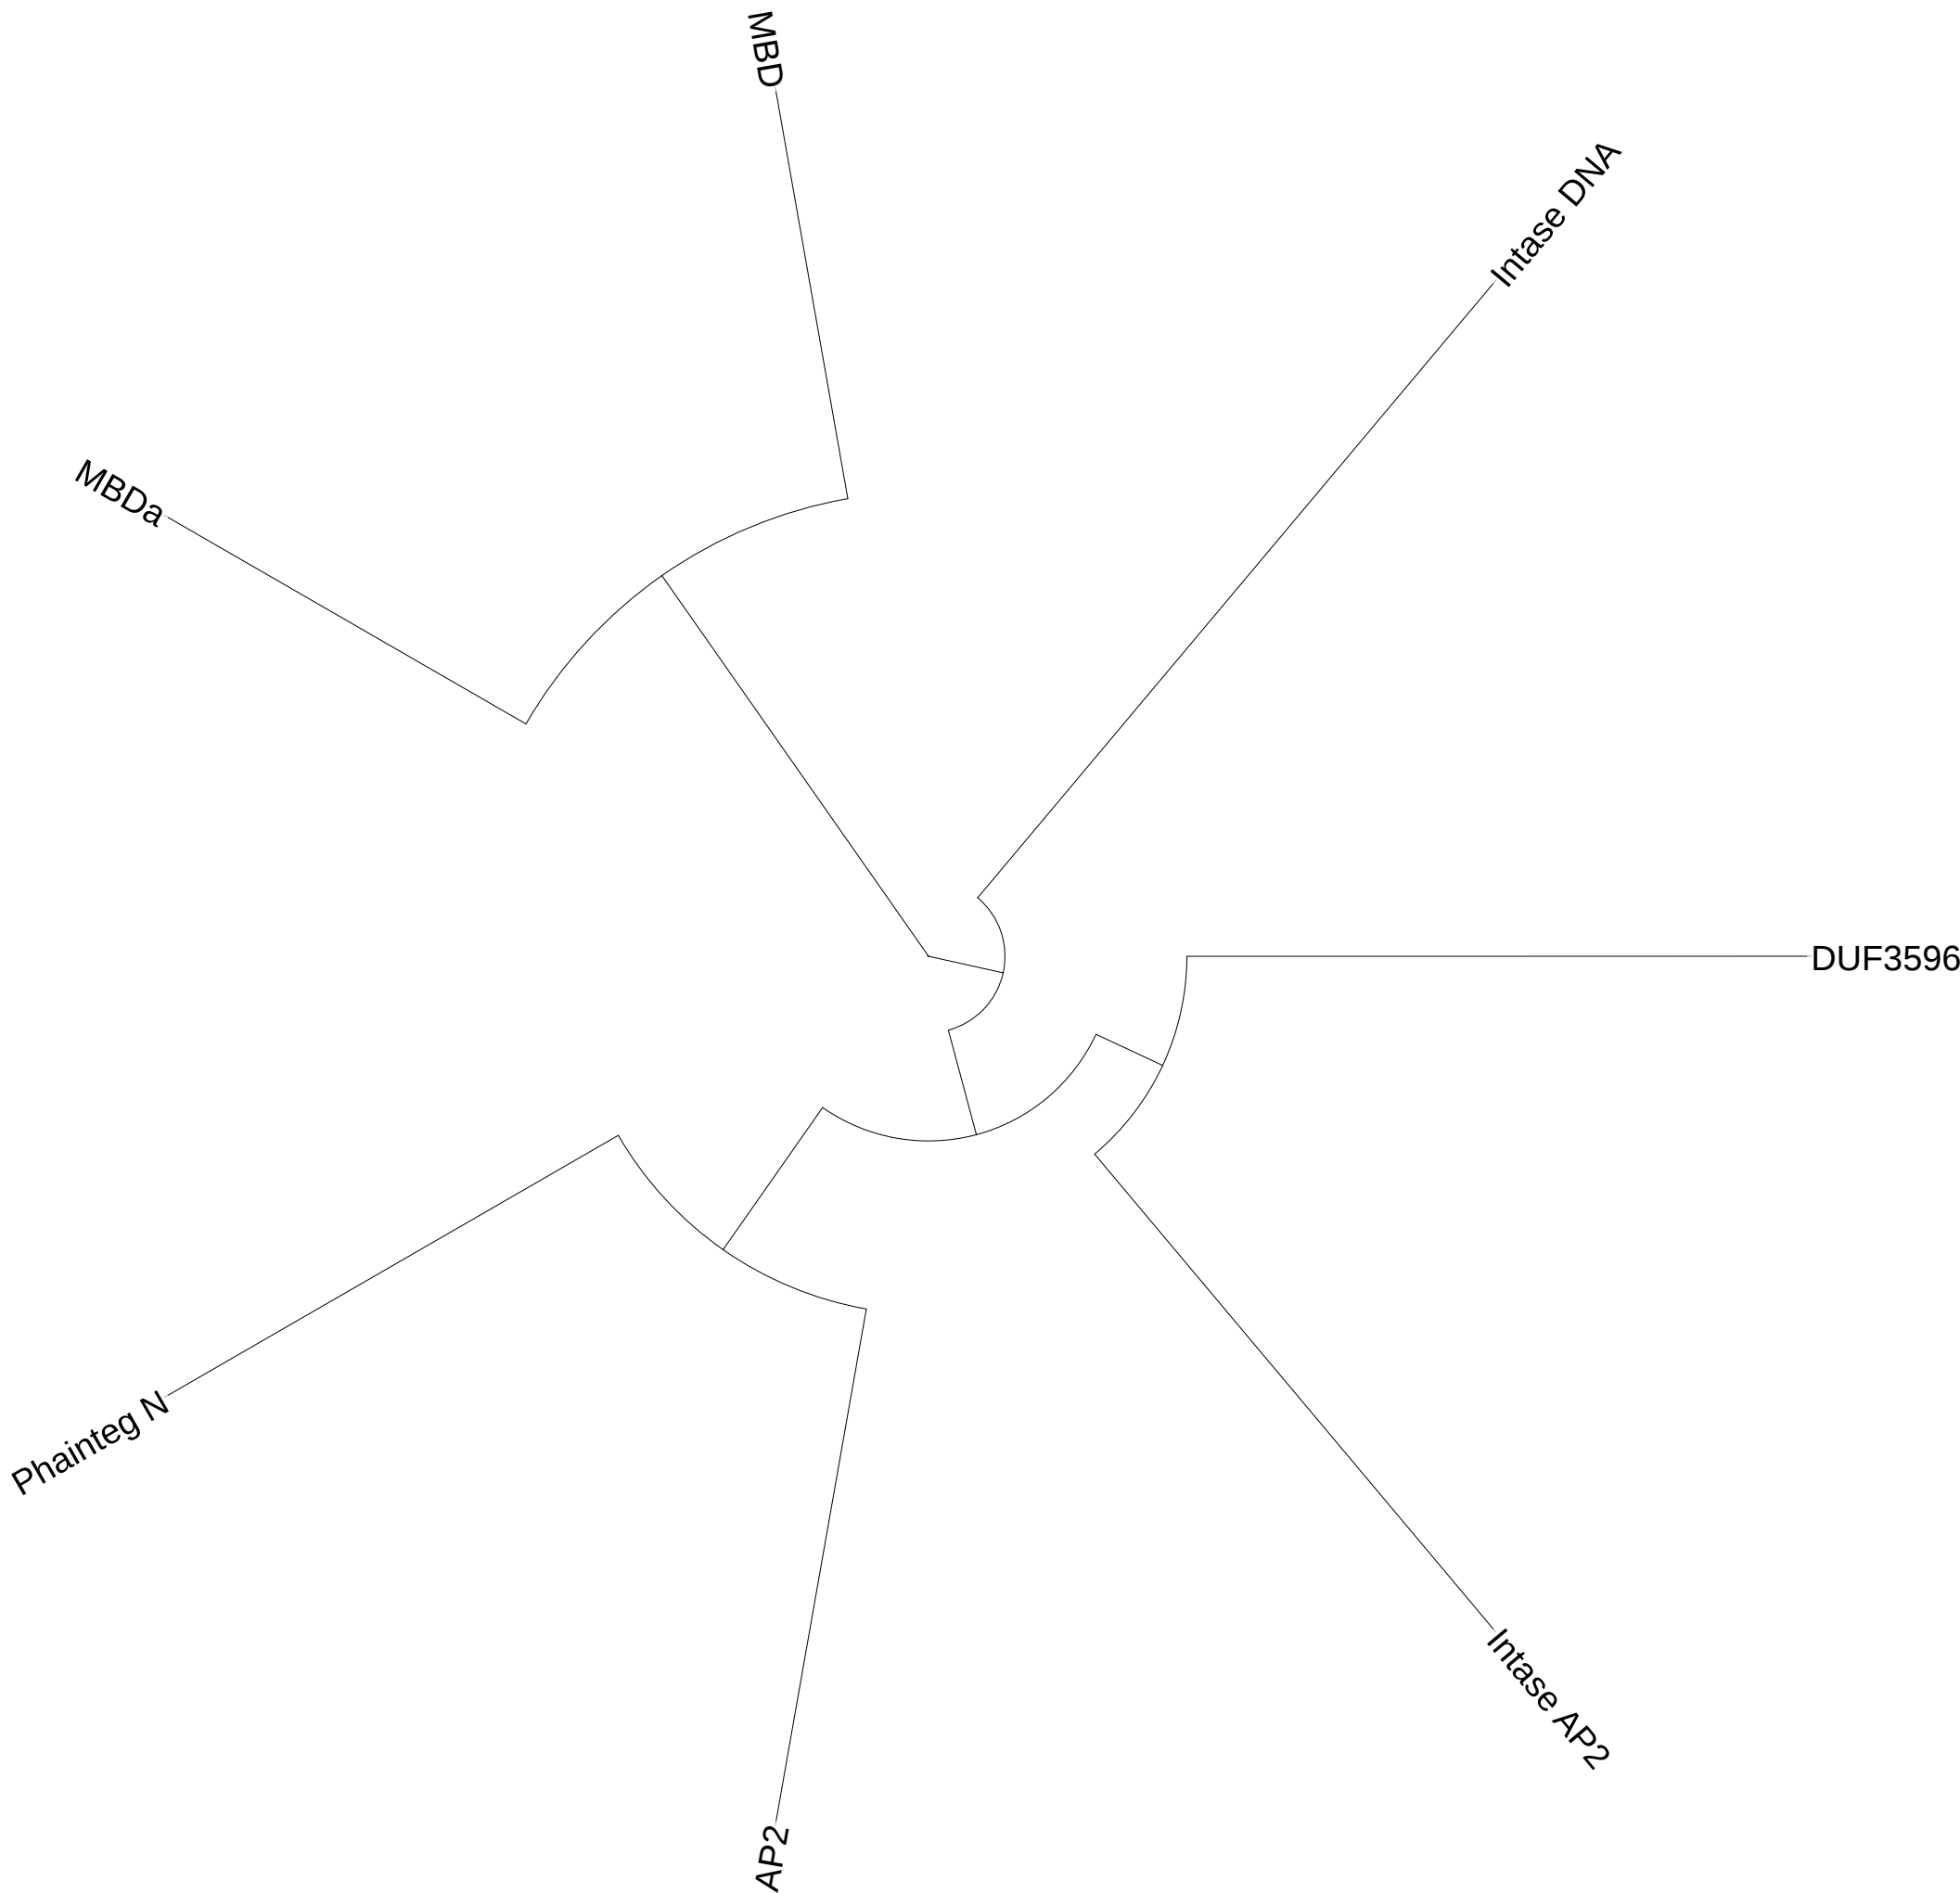 MBD
Intase DNA
MBDa
DUF3596
Phainteg N
Intase AP2
AP2